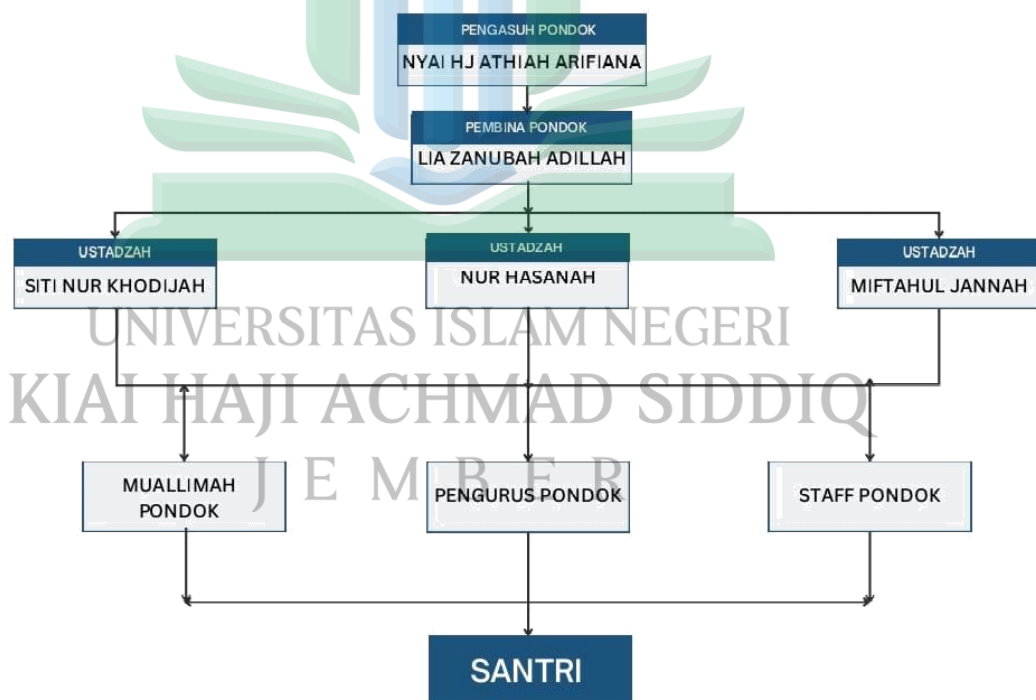 PENGASUH PONDOK
NYAI HJ ATHIAH ARIFIANA
PEMBINA PONDOK
LIA ZANUBAH ADILLAH
USTADZAH
SITI NUR KHODIJAH
USTADZAH
NUR HASANAH
USTADZAH
MIFTAHUL JANNAH
UNIVERSITAS ISLAM NEGERI
KIAI HAJI ACHMAD SIDDIQ
JEMBER
MUALLIMAH
PONDOK
PENGURUS PONDOK
STAFF PONDOK
SANTRI